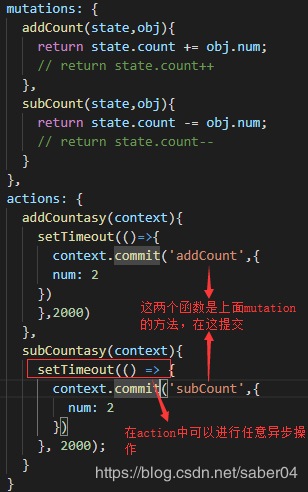 mutations: {
addCount(state,obj){
return state.count += obj.num;
// return state.count++
},
subCount(state,obj){
return state.count -= obj.num;
// return state.count--
}
},
actions: {
addCountasy(context){
setTimeout(()=>{
context.commit('addCount',{
num: 2
})
},2000)
},
这两个函数是上面mutation
的方法，在这提交
subCountasy(context){
setTimeout(() => {
context.commit('subCount',{
num: 2
})
}, 2000);
}
}
在action中可以进行任意异步操
作
https://blog.csdn.net/saber04